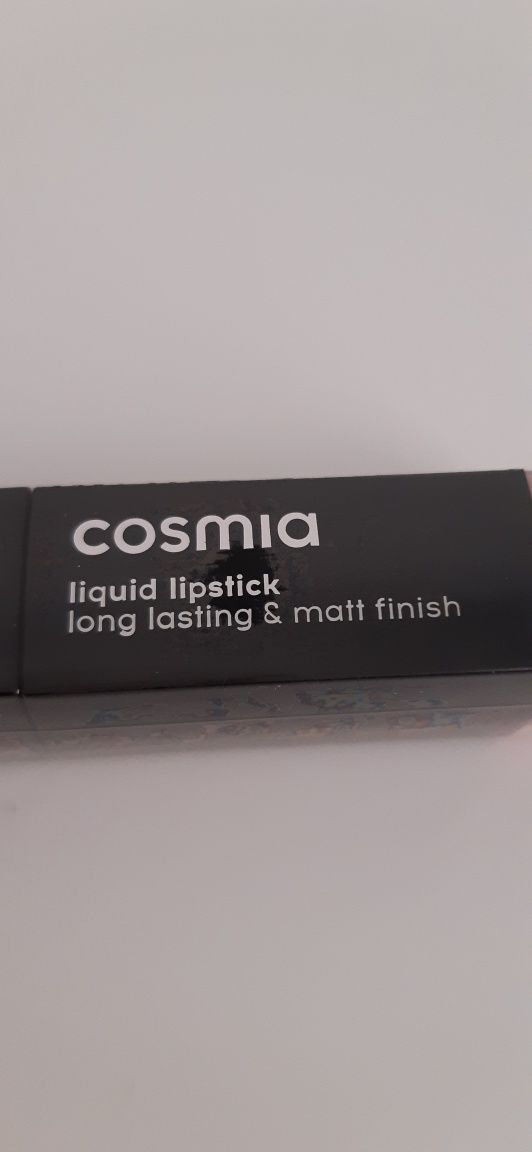 cosmia
liquid lipstick
long lasting & matt finish